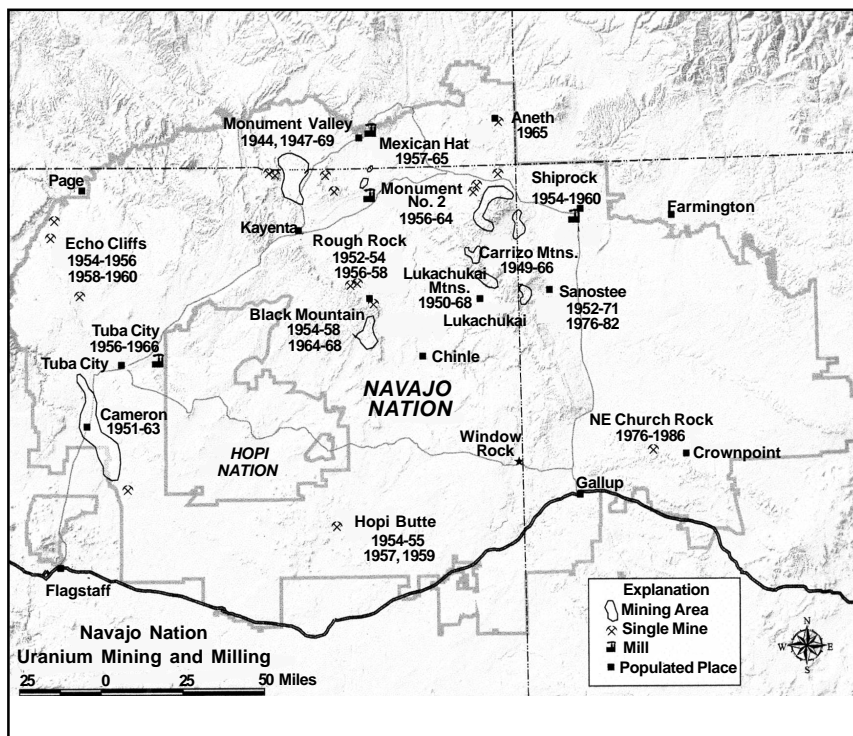 Monument Valley
1944, 1947-69
Aneth
1965
Mexican Hat
1957-65
Page
Monument
No. 2
1956-64
Shiprock
1954-1960
Farmington
Kayenta
Echo Cliffs
1954-1956
1958-1960
Rough Rock
1952-54
1956-58
Carrizo Mtns.
1949-66
Lukachukai
Mtns.
1950-68
Sanostee
1952-71
1976-82
Black Mountain
1954-58
1964-68
Lukachukai
Tuba City
1956-1966
Tuba City
Chinle
NAVAJO
NATION
Cameron
1951-63
NE Church Rock
1976-1986
HOPI
NATION
Window
Rock
Crownpoint
Gallup
Hopi Butte
1954-55
1957, 1959
Flagstaff
Explanation
Mining Area
Single Mine
Mill
Populated Place
N
W
E
S
Navajo Nation
Uranium Mining and Milling
25 0 25 50 Miles